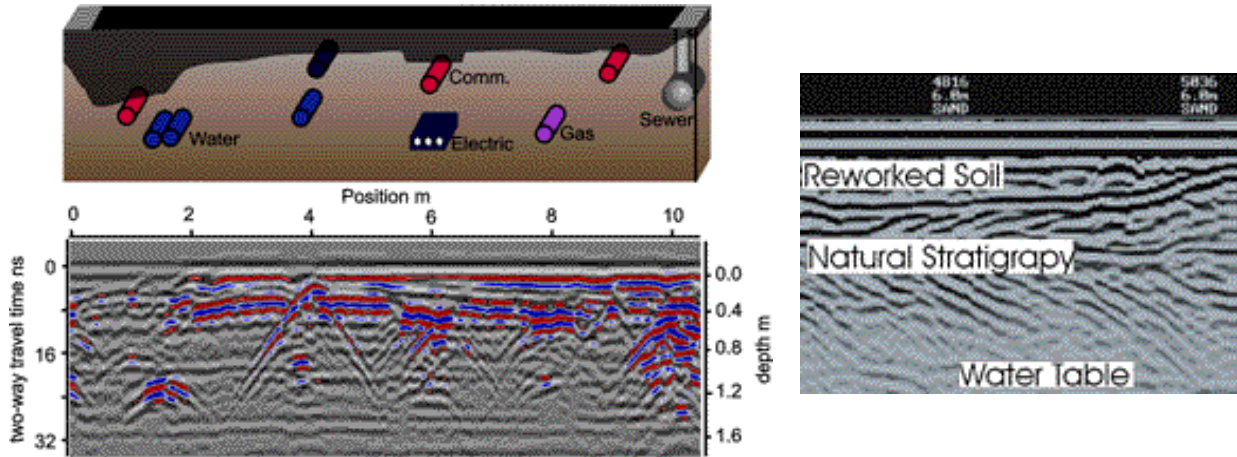 Comm.
Water
Electric
Gas
Sewer
Position m
0 2 4 6 8 10
two-way travel time ns
0
16
32
0.0
0.4
0.8
1.2
1.6
depth m
4816 5036
6.0m 6.0m
SAND SAND
Reworked Soil
Natural Stratigrapy
Water Table